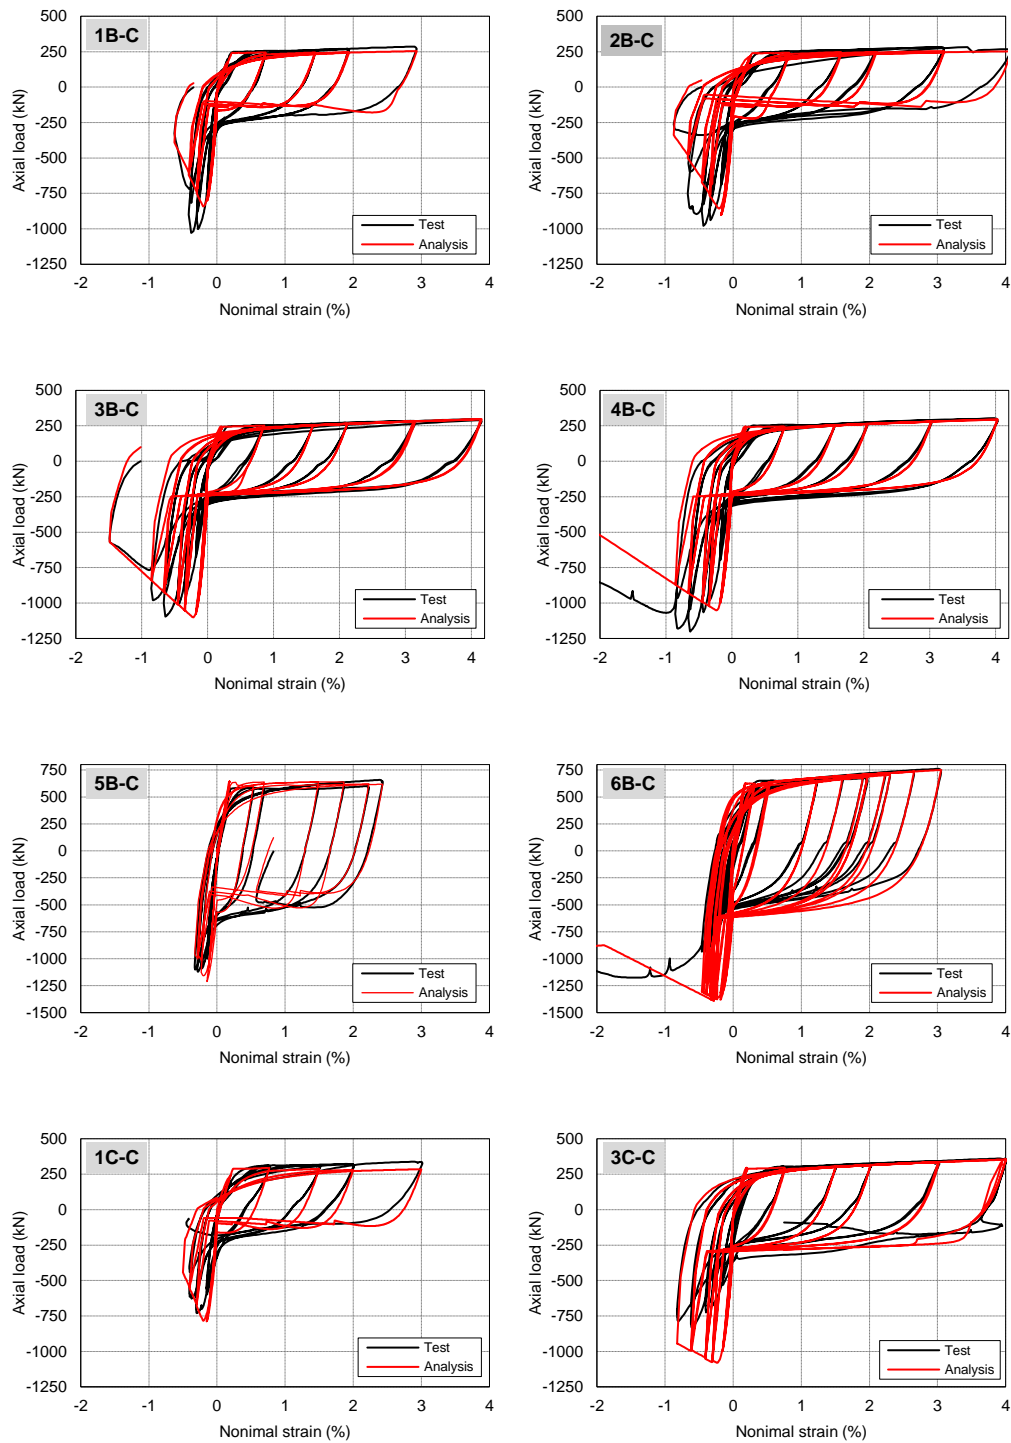 1B-C
500
250
0
-250
-500
-750
-1000
-1250
Axial load (kN)
Test
Analysis
-2 -1 0 1 2 3 4
Nonimal strain (%)
2B-C
500
250
0
-250
-500
-750
-1000
-1250
Axial load (kN)
Test
Analysis
-2 -1 0 1 2 3 4
Nonimal strain (%)
3B-C
500
250
0
-250
-500
-750
-1000
-1250
Axial load (kN)
Test
Analysis
-2 -1 0 1 2 3 4
Nonimal strain (%)
4B-C
500
250
0
-250
-500
-750
-1000
-1250
Axial load (kN)
Test
Analysis
-2 -1 0 1 2 3 4
Nonimal strain (%)
5B-C
750
500
250
0
-250
-500
-750
-1000
-1250
-1500
Axial load (kN)
Test
Analysis
-2 -1 0 1 2 3 4
Nonimal strain (%)
6B-C
750
500
250
0
-250
-500
-750
-1000
-1250
-1500
Axial load (kN)
Test
Analysis
-2 -1 0 1 2 3 4
Nonimal strain (%)
1C-C
500
250
0
-250
-500
-750
-1000
-1250
Axial load (kN)
Test
Analysis
-2 -1 0 1 2 3 4
Nonimal strain (%)
3C-C
500
250
0
-250
-500
-750
-1000
-1250
Axial load (kN)
Test
Analysis
-2 -1 0 1 2 3 4
Nonimal strain (%)